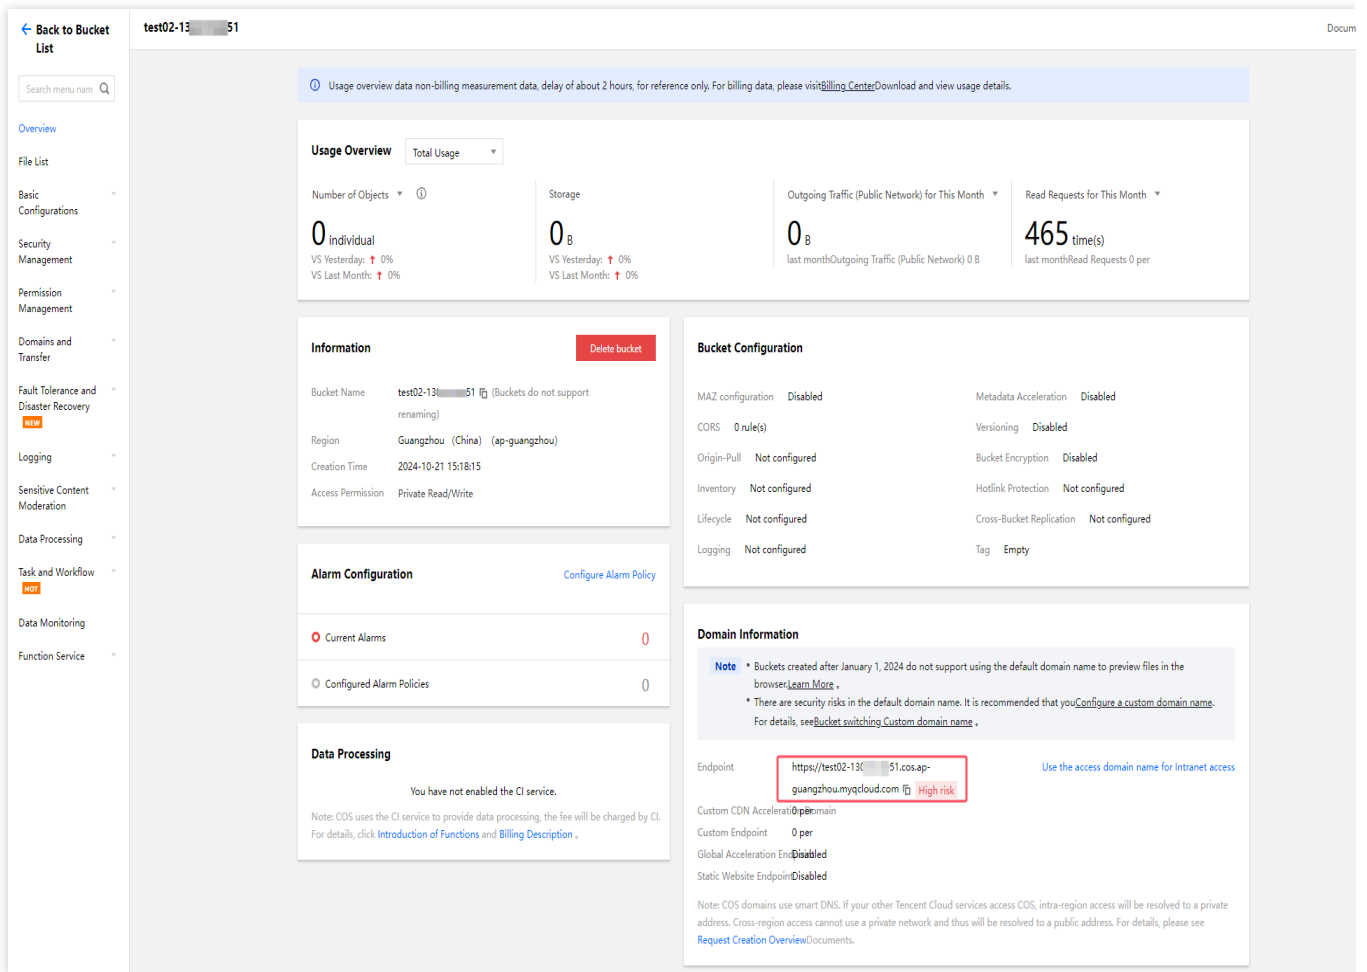 Back to Bucket
List
test02-13 51
Docum
Search menu nam
Overview
File List
Basic
Configurations
Security
Management
Permission
Management
Domains and
Transfer
Fault Tolerance and
Disaster Recovery
NEW
Logging
Sensitive Content
Moderation
Data Processing
Task and Workflow
HOT
Data Monitoring
Function Service
Usage overview data non-billing measurement data, delay of about 2 hours, for reference only. For billing data, please visitBilling CenterDownload and view usage details.
Usage Overview Total Usage
Number of Objects
0 individual
VS Yesterday: ↑ 0%
VS Last Month: ↑ 0%
Storage
0 B
VS Yesterday: ↑ 0%
VS Last Month: ↑ 0%
Outgoing Traffic (Public Network) for This Month
0 B
last monthOutgoing Traffic (Public Network) 0 B
Read Requests for This Month
465 time(s)
last monthRead Requests 0 per
Information Delete bucket
Bucket Name test02-13 51 (Buckets do not support
renaming)
Region Guangzhou (China) (ap-guangzhou)
Creation Time 2024-10-21 15:18:15
Access Permission Private Read/Write
Alarm Configuration Configure Alarm Policy
Current Alarms 0
Configured Alarm Policies 0
Data Processing
You have not enabled the CI service.
Note: COS uses the CI service to provide data processing, the fee will be charged by CI.
For details, click Introduction of Functions and Billing Description 。
Bucket Configuration
MAZ configuration Disabled Metadata Acceleration Disabled
CORS 0 rule(s) Versioning Disabled
Origin-Pull Not configured Bucket Encryption Disabled
Inventory Not configured Hotlink Protection Not configured
Lifecycle Not configured Cross-Bucket Replication Not configured
Logging Not configured Tag Empty
Domain Information
Note * Buckets created after January 1, 2024 do not support using the default domain name to preview files in the
browser.Learn More 。
* There are security risks in the default domain name. It is recommended that youConfigure a custom domain name.
For details, seeBucket switching Custom domain name 。
Endpoint https://test02-130 51.cos.ap- Use the access domain name for Intranet access
guangzhou.myqcloud.com High risk
Custom CDN Acceleration Domain 0 per
Custom Endpoint 0 per
Global Acceleration Endpoint Disabled
Static Website Endpoint Disabled
Note: COS domains use smart DNS. If your other Tencent Cloud services access COS, intra-region access will be resolved to a private
address. Cross-region access cannot use a private network and thus will be resolved to a public address. For details, please see
Request Creation OverviewDocuments.